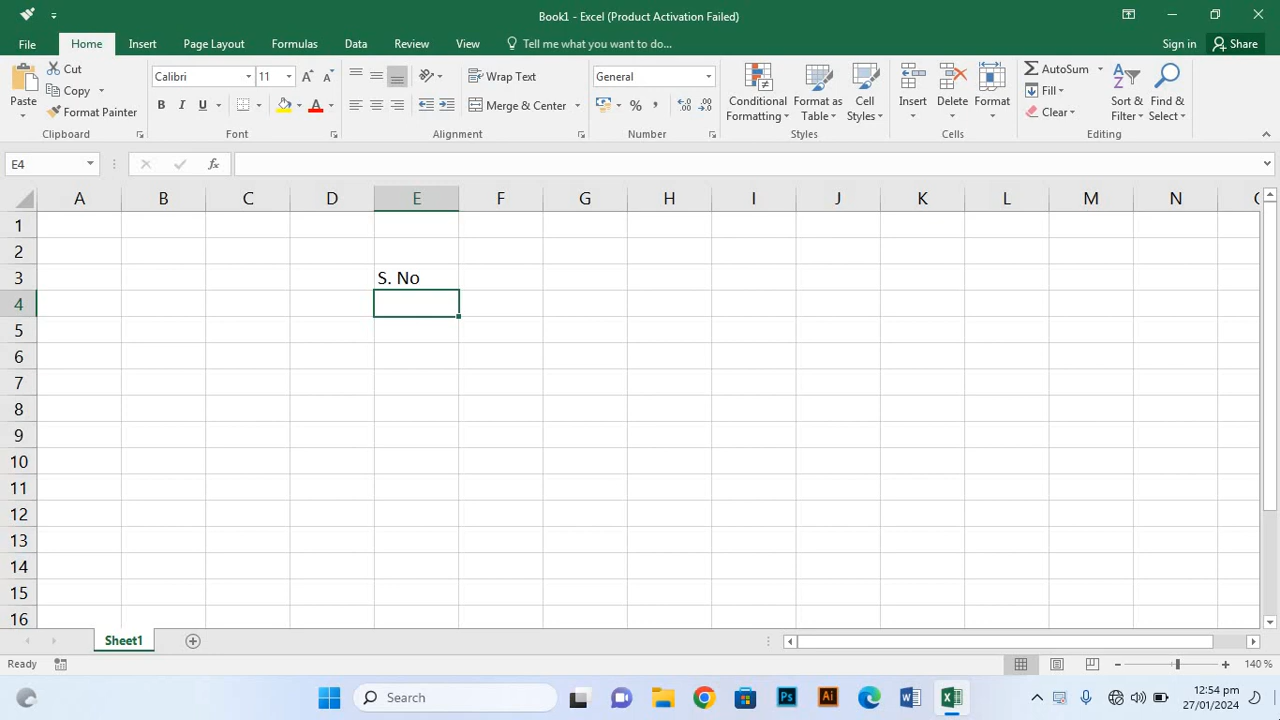 Book1 - Excel (Product Activation Failed)
File Home Insert Page Layout Formulas Data Review View Tell me what you want to do... Sign in Share
Paste
Cut
Copy
Format Painter
Clipboard
Calibri 11
B I U
Font
Wrap Text
Merge & Center
Alignment
General
% ,
Number
Conditional Formatting
Format as Table
Cell Styles
Styles
Insert Delete Format
Cells
AutoSum
Fill
Clear
Sort & Filter
Find & Select
Editing
E4 fx
A B C D E F G H I J K L M N
1
2
3 S. No
4
5
6
7
8
9
10
11
12
13
14
15
16
Sheet1
Ready 140 %
Search Ps Ai 12:54 pm
27/01/2024